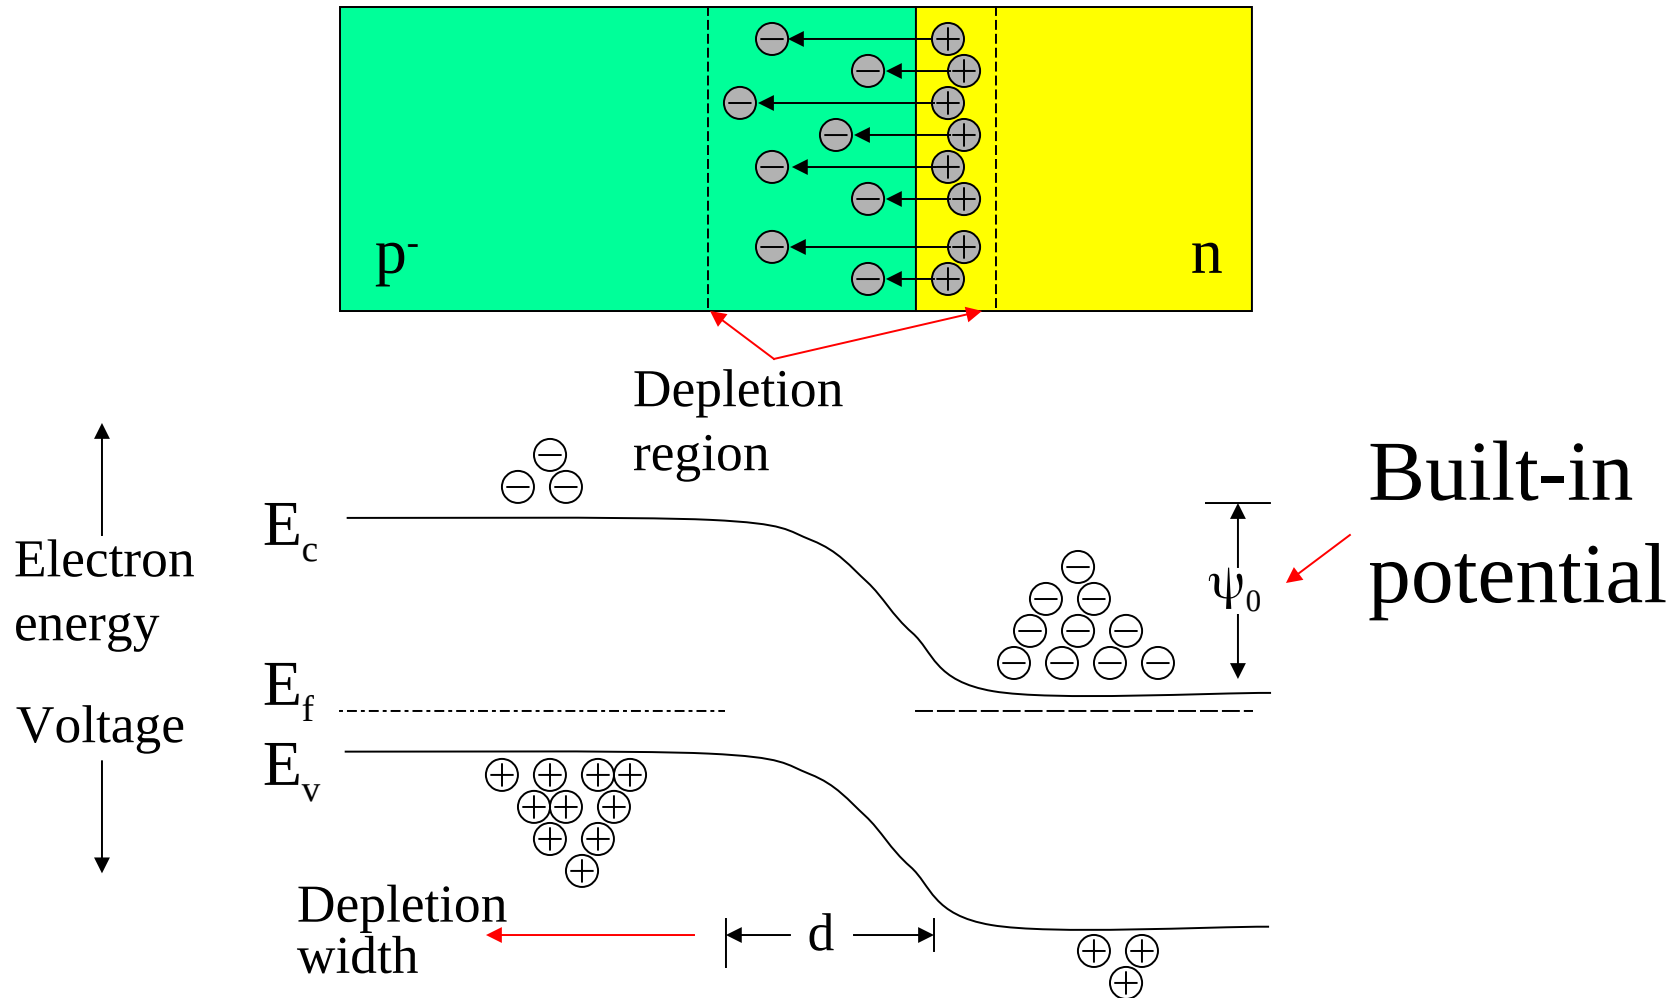 p-
n
Depletion
region
Built-in
potential
Ec
Electron
energy
ψ0
Ef
Voltage
Ev
Depletion
width
d